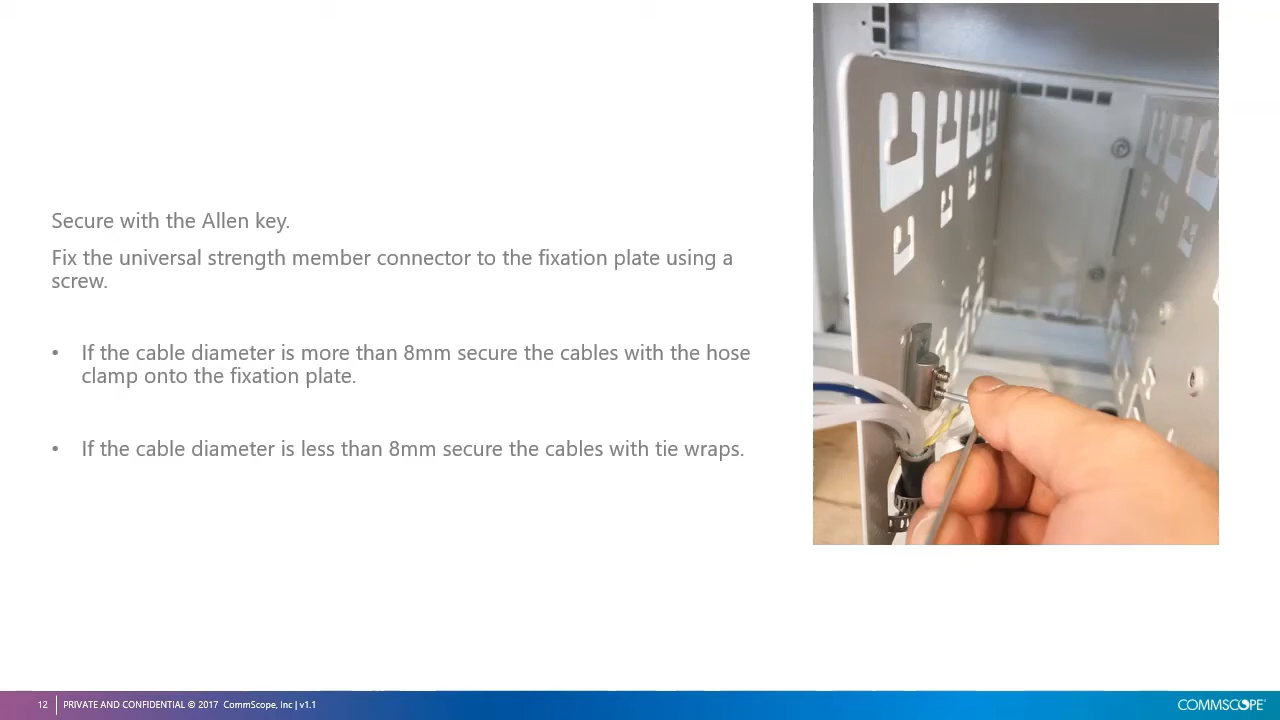 Secure with the Allen key.
Fix the universal strength member connector to the fixation plate using a
screw.
• If the cable diameter is more than 8mm secure the cables with the hose
clamp onto the fixation plate.
• If the cable diameter is less than 8mm secure the cables with tie wraps.
12 PRIVATE AND CONFIDENTIAL © 2017 CommScope, Inc | v1.1
COMMSCOPE®